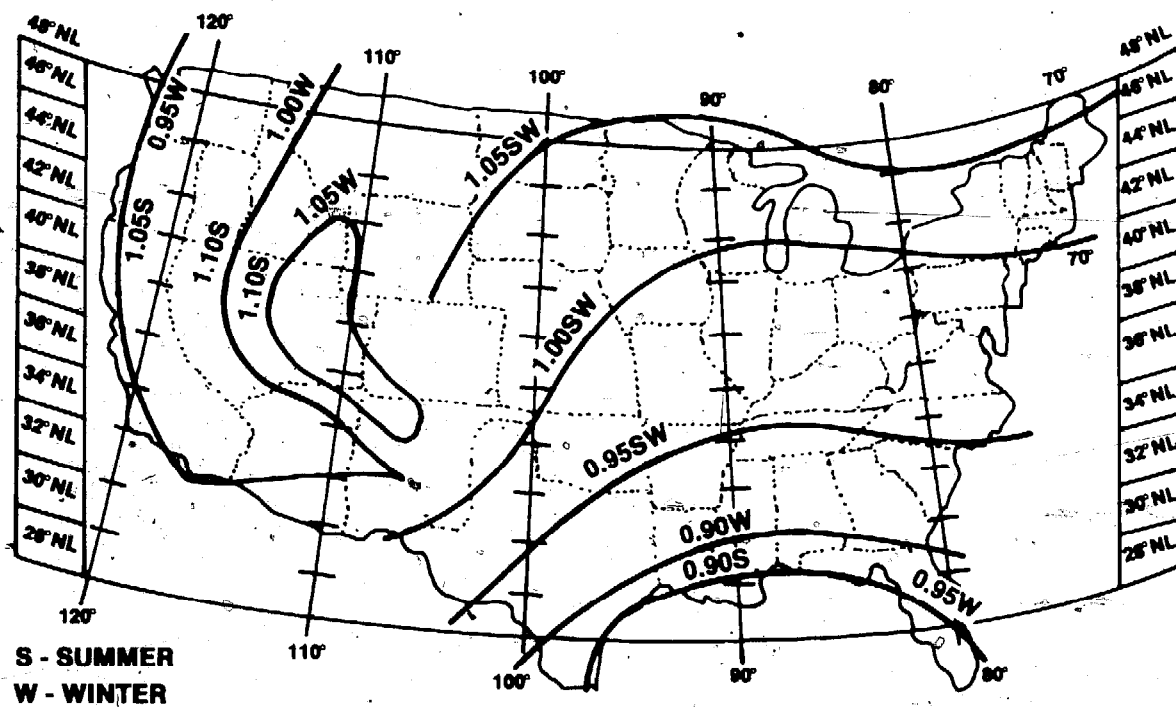 120°
48° NL
110°
48° NL
46° NL
100°
90°
80°
70°
46° NL
44° NL
0.95W
1.00W
44° NL
42° NL
1.05SW
42° NL
40° NL
1.05S
1.10S
1.05W
40° NL
70°
38° NL
1.10S
38° NL
36° NL
1.00SW
36° NL
34° NL
34° NL
32° NL
0.95SW
32° NL
30° NL
30° NL
28° NL
0.90W
28° NL
0.90S
0.95W
120°
110°
100°
90°
80°
S - SUMMER
W - WINTER